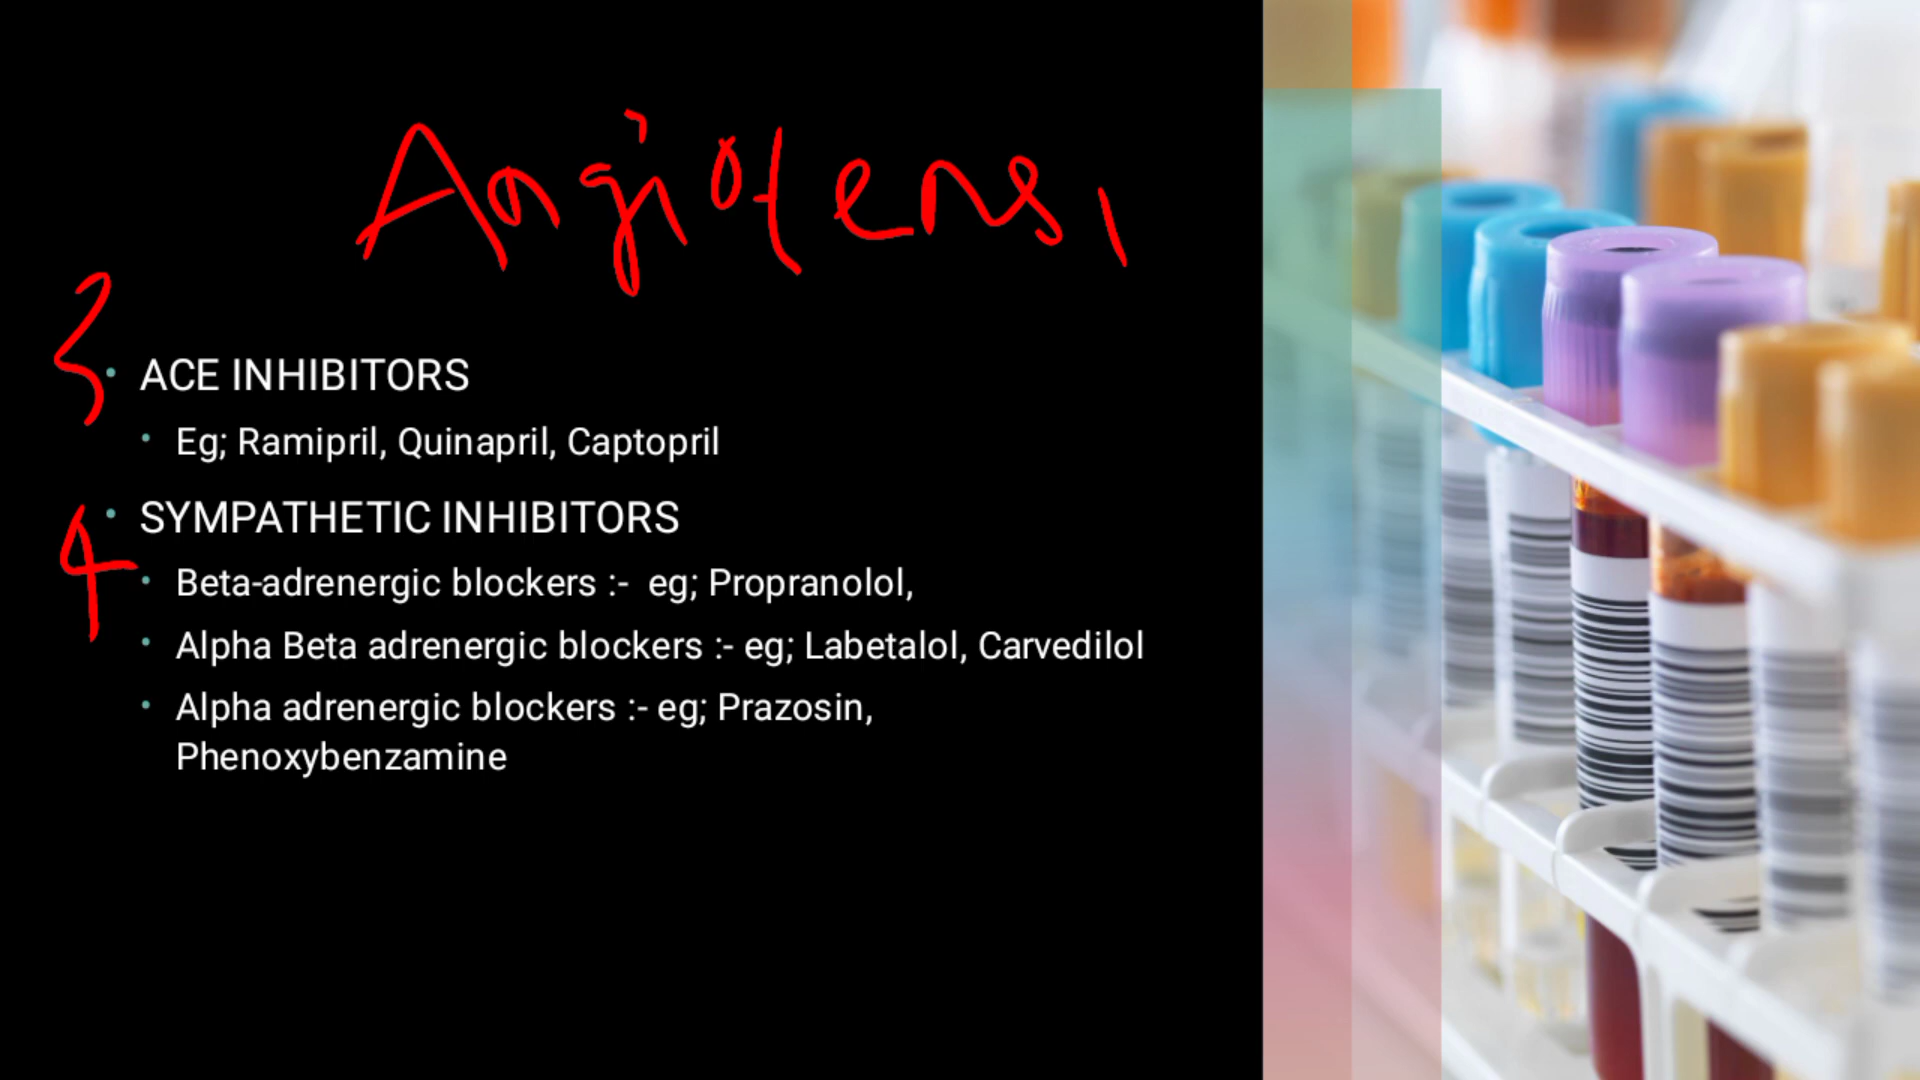 Angiotensi
3
• ACE INHIBITORS
• Eg; Ramipril, Quinapril, Captopril
4
• SYMPATHETIC INHIBITORS
• Beta-adrenergic blockers :- eg; Propranolol,
• Alpha Beta adrenergic blockers :- eg; Labetalol, Carvedilol
• Alpha adrenergic blockers :- eg; Prazosin,
Phenoxybenzamine